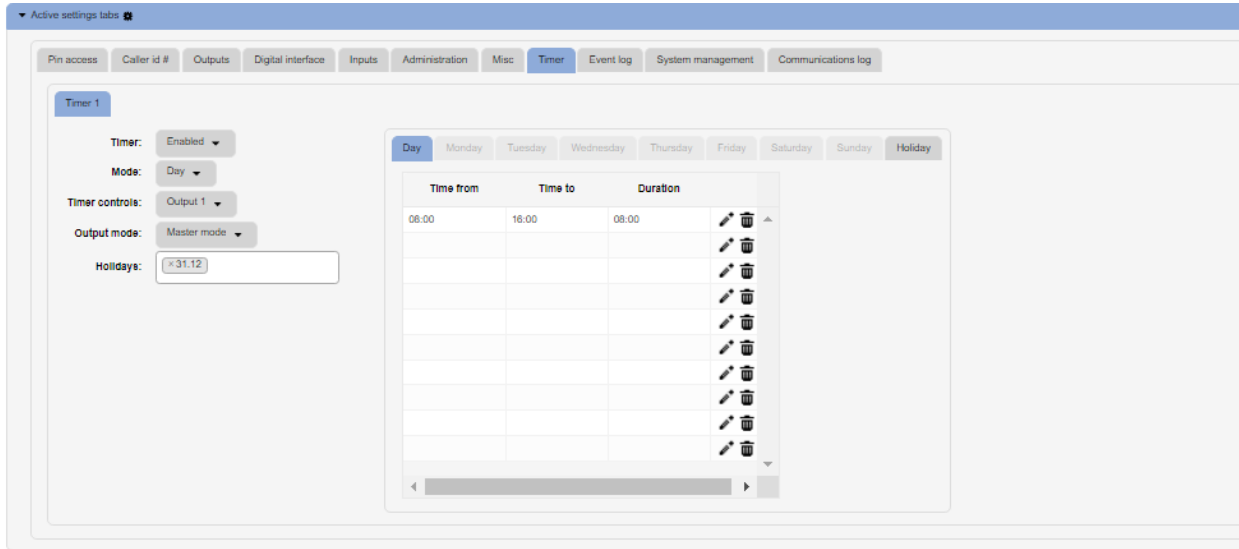 Active settings tabs
Pin access Caller id # Outputs Digital interface Inputs Administration Misc Timer Event log System management Communications log
Timer 1
Timer: Enabled
Mode: Day
Timer controls: Output 1
Output mode: Master mode
Holidays: ×31.12
Day Monday Tuesday Wednesday Thursday Friday Saturday Sunday Holiday
Time from Time to Duration
08:00 16:00 08:00